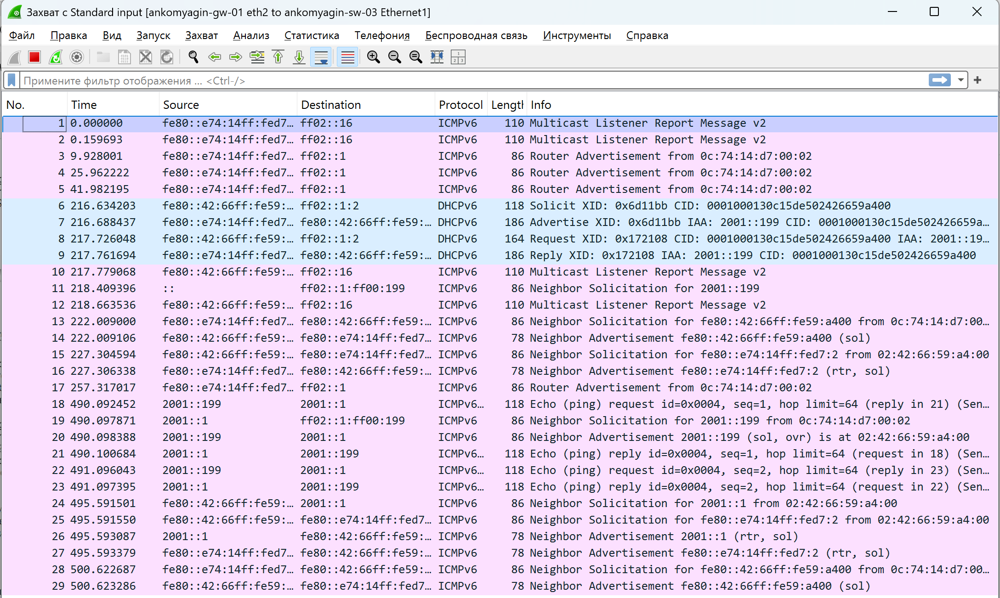 Захват с Standard input [ankomyagin-gw-01 eth2 to ankomyagin-sw-03 Ethernet1]
Файл Правка Вид Запуск Захват Анализ Статистика Телефония Беспроводная связь Инструменты Справка
Примените фильтр отображения ... <Ctrl-/>
No. Time Source Destination Protocol Length Info
1 0.000000 fe80::e74:14ff:fed7… ff02::16 ICMPv6 110 Multicast Listener Report Message v2
2 0.159693 fe80::e74:14ff:fed7… ff02::16 ICMPv6 110 Multicast Listener Report Message v2
3 9.928001 fe80::e74:14ff:fed7… ff02::1 ICMPv6 86 Router Advertisement from 0c:74:14:d7:00:02
4 25.962222 fe80::e74:14ff:fed7… ff02::1 ICMPv6 86 Router Advertisement from 0c:74:14:d7:00:02
5 41.982195 fe80::e74:14ff:fed7… ff02::1 ICMPv6 86 Router Advertisement from 0c:74:14:d7:00:02
6 216.634203 fe80::42:66ff:fe59:… ff02::1:2 DHCPv6 118 Solicit XID: 0x6d11bb CID: 0001000130c15de502426659a400
7 216.688437 fe80::e74:14ff:fed7… fe80::42:66ff:fe59:… DHCPv6 186 Advertise XID: 0x6d11bb IAA: 2001::199 CID: 0001000130c15de502426659a…
8 217.726048 fe80::42:66ff:fe59:… ff02::1:2 DHCPv6 164 Request XID: 0x172108 CID: 0001000130c15de502426659a400 IAA: 2001::19…
9 217.761694 fe80::e74:14ff:fed7… fe80::42:66ff:fe59:… DHCPv6 186 Reply XID: 0x172108 IAA: 2001::199 CID: 0001000130c15de502426659a400
10 217.779068 fe80::42:66ff:fe59:… ff02::16 ICMPv6 110 Multicast Listener Report Message v2
11 218.409396 :: ff02::1:ff00:199 ICMPv6 86 Neighbor Solicitation for 2001::199
12 218.663536 fe80::42:66ff:fe59:… ff02::16 ICMPv6 110 Multicast Listener Report Message v2
13 222.009000 fe80::e74:14ff:fed7… fe80::42:66ff:fe59:… ICMPv6 86 Neighbor Solicitation for fe80::42:66ff:fe59:a400 from 0c:74:14:d7:00…
14 222.009106 fe80::42:66ff:fe59:… fe80::e74:14ff:fed7… ICMPv6 78 Neighbor Advertisement fe80::42:66ff:fe59:a400 (sol)
15 227.304594 fe80::42:66ff:fe59:… fe80::e74:14ff:fed7… ICMPv6 86 Neighbor Solicitation for fe80::e74:14ff:fed7:2 from 02:42:66:59:a4:00
16 227.306338 fe80::e74:14ff:fed7… fe80::42:66ff:fe59:… ICMPv6 78 Neighbor Advertisement fe80::e74:14ff:fed7:2 (rtr, sol)
17 257.317017 fe80::e74:14ff:fed7… ff02::1 ICMPv6 86 Router Advertisement from 0c:74:14:d7:00:02
18 490.092452 2001::199 2001::1 ICMPv6… 118 Echo (ping) request id=0x0004, seq=1, hop limit=64 (reply in 21) (Sen…
19 490.097871 2001::1 ff02::1:ff00:199 ICMPv6 86 Neighbor Solicitation for 2001::199 from 0c:74:14:d7:00:02
20 490.098388 2001::199 2001::1 ICMPv6 86 Neighbor Advertisement 2001::199 (sol, ovr) is at 02:42:66:59:a4:00
21 490.100684 2001::1 2001::199 ICMPv6… 118 Echo (ping) reply id=0x0004, seq=1, hop limit=64 (request in 18) (Sen…
22 491.096043 2001::199 2001::1 ICMPv6… 118 Echo (ping) request id=0x0004, seq=2, hop limit=64 (reply in 23) (Sen…
23 491.097395 2001::1 2001::199 ICMPv6… 118 Echo (ping) reply id=0x0004, seq=2, hop limit=64 (request in 22) (Sen…
24 495.591501 fe80::42:66ff:fe59:… 2001::1 ICMPv6 86 Neighbor Solicitation for 2001::1 from 02:42:66:59:a4:00
25 495.591550 fe80::42:66ff:fe59:… fe80::e74:14ff:fed7… ICMPv6 86 Neighbor Solicitation for fe80::e74:14ff:fed7:2 from 02:42:66:59:a4:00
26 495.593087 2001::1 fe80::42:66ff:fe59:… ICMPv6 78 Neighbor Advertisement 2001::1 (rtr, sol)
27 495.593379 fe80::e74:14ff:fed7… fe80::42:66ff:fe59:… ICMPv6 78 Neighbor Advertisement fe80::e74:14ff:fed7:2 (rtr, sol)
28 500.622687 fe80::e74:14ff:fed7… fe80::42:66ff:fe59:… ICMPv6 86 Neighbor Solicitation for fe80::42:66ff:fe59:a400 from 0c:74:14:d7:00…
29 500.623286 fe80::42:66ff:fe59:… fe80::e74:14ff:fed7… ICMPv6 78 Neighbor Advertisement fe80::42:66ff:fe59:a400 (sol)